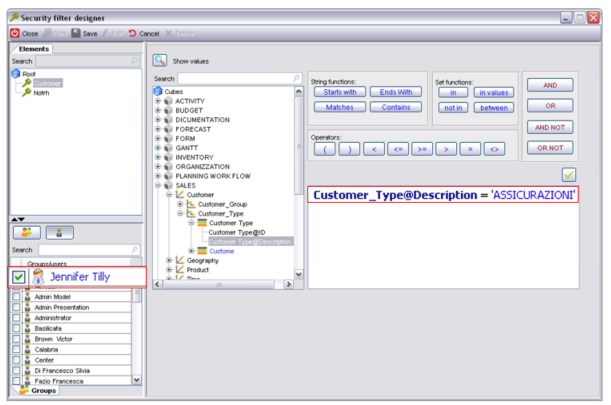 Security filter designer
Close New Save Edit Cancel Delete
Elements
Search
Root
Customer
North
Search
Groups/users
Jennifer Tilly
Admin Model
Admin Presentation
Administrator
Basilicata
Brown Victor
Calabria
Center
Di Francesco Silvia
Fazio Francesca
Groups
Show values
Search
Cubes
ACTIVITY
BUDGET
DICUMENTATION
FORECAST
FORM
GANTT
INVENTORY
ORGANIZZATION
PLANNING WORK FLOW
SALES
Customer
Customer_Group
Customer_Type
Customer Type
Customer Type@ID
Customer Type@Description
Custome
Geography
Product
Time
String functions:
Starts with Ends With
Matches Contains
Set functions:
in in values
not in between
Operators:
( ) < <= >= > = <>
AND
OR
AND NOT
OR NOT
Customer_Type@Description = 'ASSICURAZIONI'